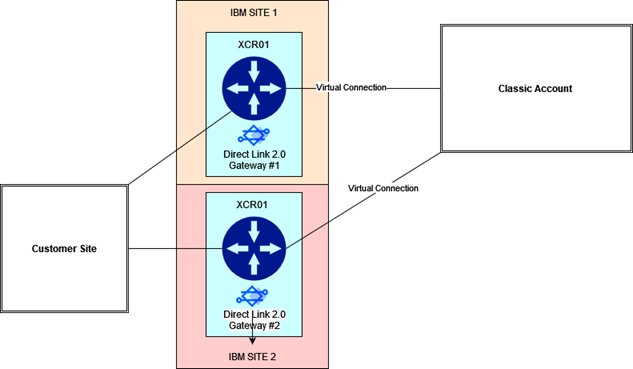 IBM SITE 1
XCR01
Direct Link 2.0
Gateway #1
Virtual Connection
Classic Account
Virtual Connection
Customer Site
XCR01
Direct Link 2.0
Gateway #2
IBM SITE 2